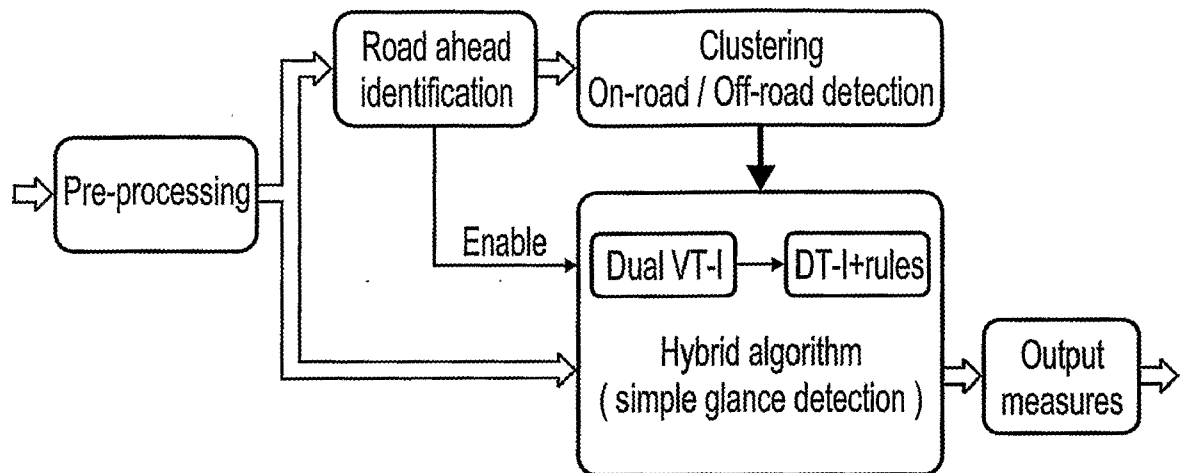 Pre-processing
Road ahead
identification
Clustering
On-road / Off-road detection
Enable
Dual VT-I
DT-I+rules
Hybrid algorithm
( simple glance detection )
Output
measures